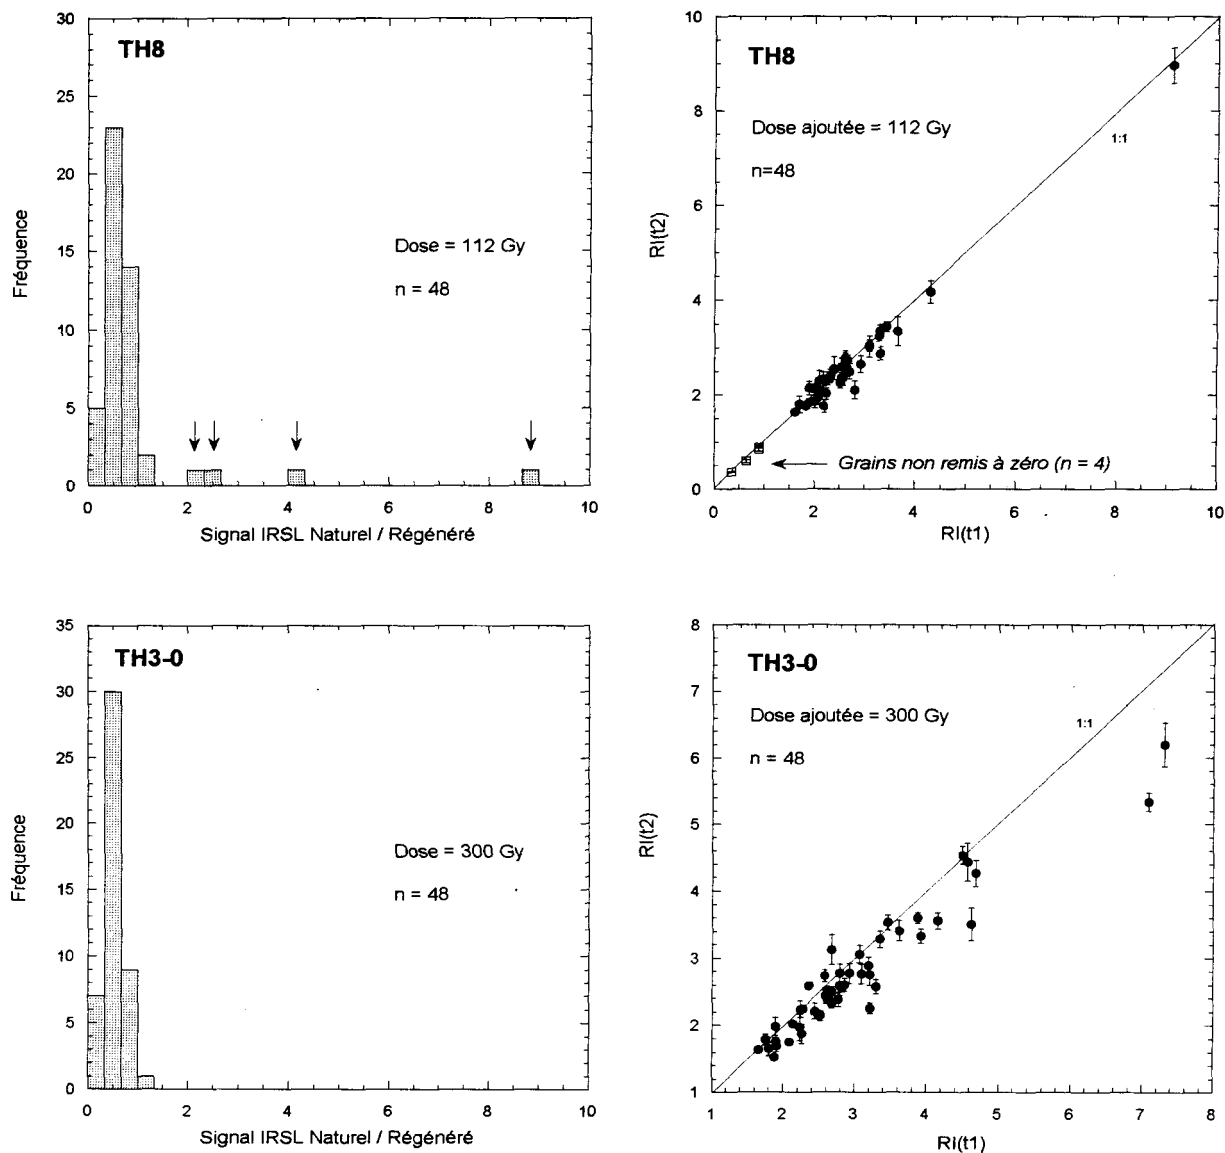 TH8
30
25
20
15
10
5
0
Fréquence
Dose = 112 Gy
n = 48
0 2 4 6 8 10
Signal IRSL Naturel / Régénéré
TH8
10
8
6
4
2
0
RI(t2)
Dose ajoutée = 112 Gy
n=48
1:1
Grains non remis à zéro (n = 4)
0 2 4 6 8 10
RI(t1)
TH3-0
35
30
25
20
15
10
5
0
Fréquence
Dose = 300 Gy
n = 48
0 2 4 6 8 10
Signal IRSL Naturel / Régénéré
TH3-0
8
7
6
5
4
3
2
1
RI(t2)
Dose ajoutée = 300 Gy
n = 48
1:1
1 2 3 4 5 6 7 8
RI(t1)